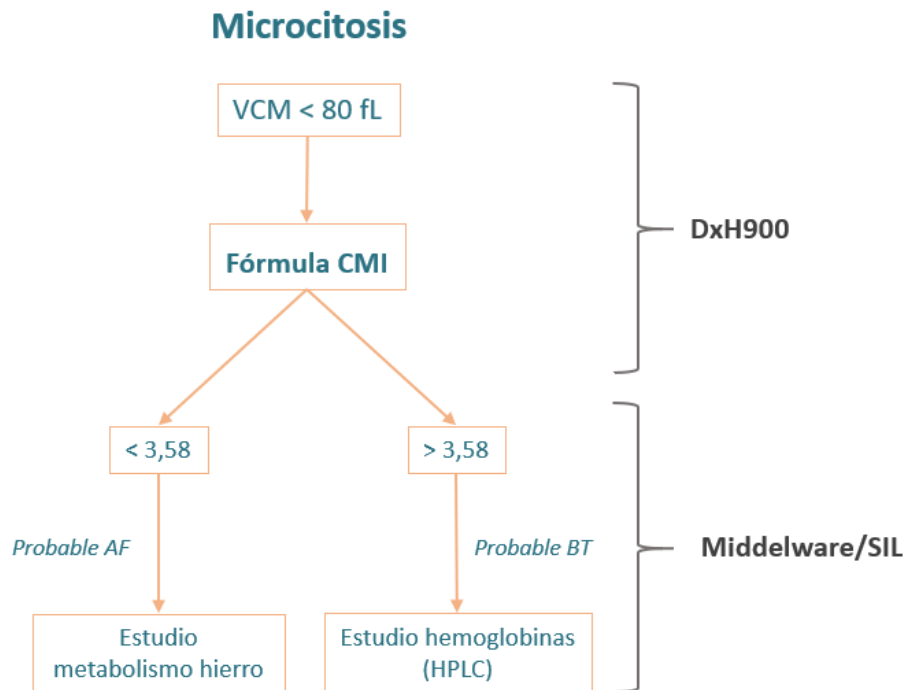 Microcitosis
VCM < 80 fL
Fórmula CMI
DxH900
< 3,58
> 3,58
Probable AF
Probable BT
Middelware/SIL
Estudio
metabolismo hierro
Estudio hemoglobinas
(HPLC)